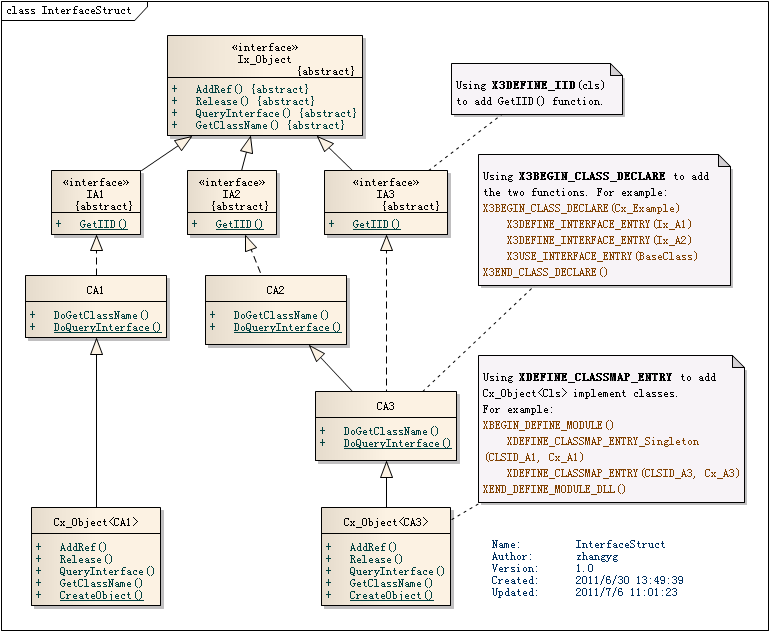 class InterfaceStruct
«interface»
Ix_Object
{abstract}
+ AddRef() {abstract}
+ Release() {abstract}
+ QueryInterface() {abstract}
+ GetClassName() {abstract}
Using X3DEFINE_IID(cls)
to add GetIID() function.
«interface»
IA1
{abstract}
+ GetIID()
«interface»
IA2
{abstract}
+ GetIID()
«interface»
IA3
{abstract}
+ GetIID()
Using X3BEGIN_CLASS_DECLARE to add
the two functions. For example:
X3BEGIN_CLASS_DECLARE(Cx_Example)
X3DEFINE_INTERFACE_ENTRY(Ix_A1)
X3DEFINE_INTERFACE_ENTRY(Ix_A2)
X3USE_INTERFACE_ENTRY(BaseClass)
X3END_CLASS_DECLARE()
CA1
+ DoGetClassName()
+ DoQueryInterface()
CA2
+ DoGetClassName()
+ DoQueryInterface()
CA3
+ DoGetClassName()
+ DoQueryInterface()
Using XDEFINE_CLASSMAP_ENTRY to add
Cx_Object<Cls> implement classes.
For example:
XBEGIN_DEFINE_MODULE()
XDEFINE_CLASSMAP_ENTRY_Singleton
(CLSID_A1, Cx_A1)
XDEFINE_CLASSMAP_ENTRY(CLSID_A3, Cx_A3)
XEND_DEFINE_MODULE_DLL()
Cx_Object<CA1>
+ AddRef()
+ Release()
+ QueryInterface()
+ GetClassName()
+ CreateObject()
Cx_Object<CA3>
+ AddRef()
+ Release()
+ QueryInterface()
+ GetClassName()
+ CreateObject()
Name: InterfaceStruct
Author: zhangyg
Version: 1.0
Created: 2011/6/30 13:49:39
Updated: 2011/7/6 11:01:23